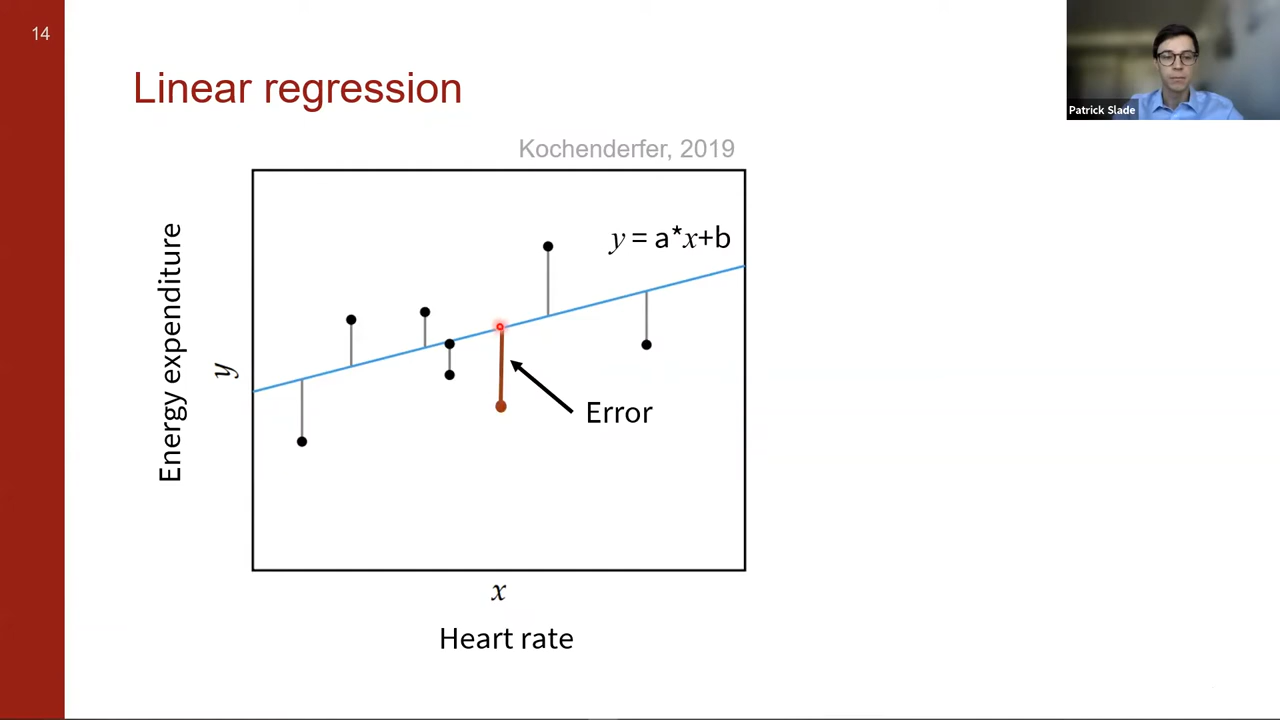 14
Linear regression
Patrick Slade
Kochenderfer, 2019
y = a*x+b
Energy expenditure
y
Error
x
Heart rate